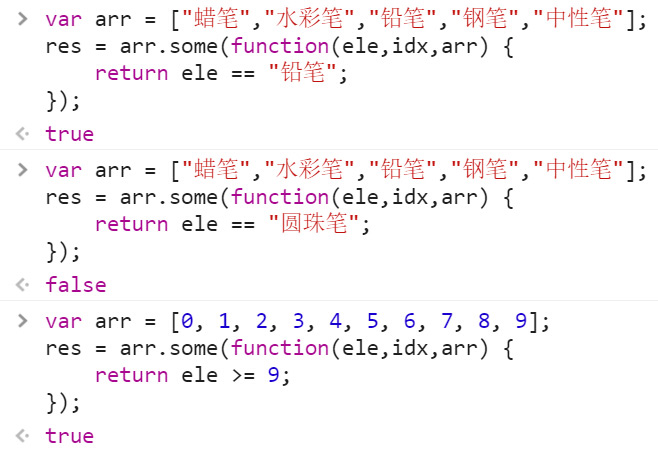 > var arr = ["蜡笔","水彩笔","铅笔","钢笔","中性笔"];
res = arr.some(function(ele,idx,arr) {
    return ele == "铅笔";
});
<· true
> var arr = ["蜡笔","水彩笔","铅笔","钢笔","中性笔"];
res = arr.some(function(ele,idx,arr) {
    return ele == "圆珠笔";
});
<· false
> var arr = [0, 1, 2, 3, 4, 5, 6, 7, 8, 9];
res = arr.some(function(ele,idx,arr) {
    return ele >= 9;
});
<· true